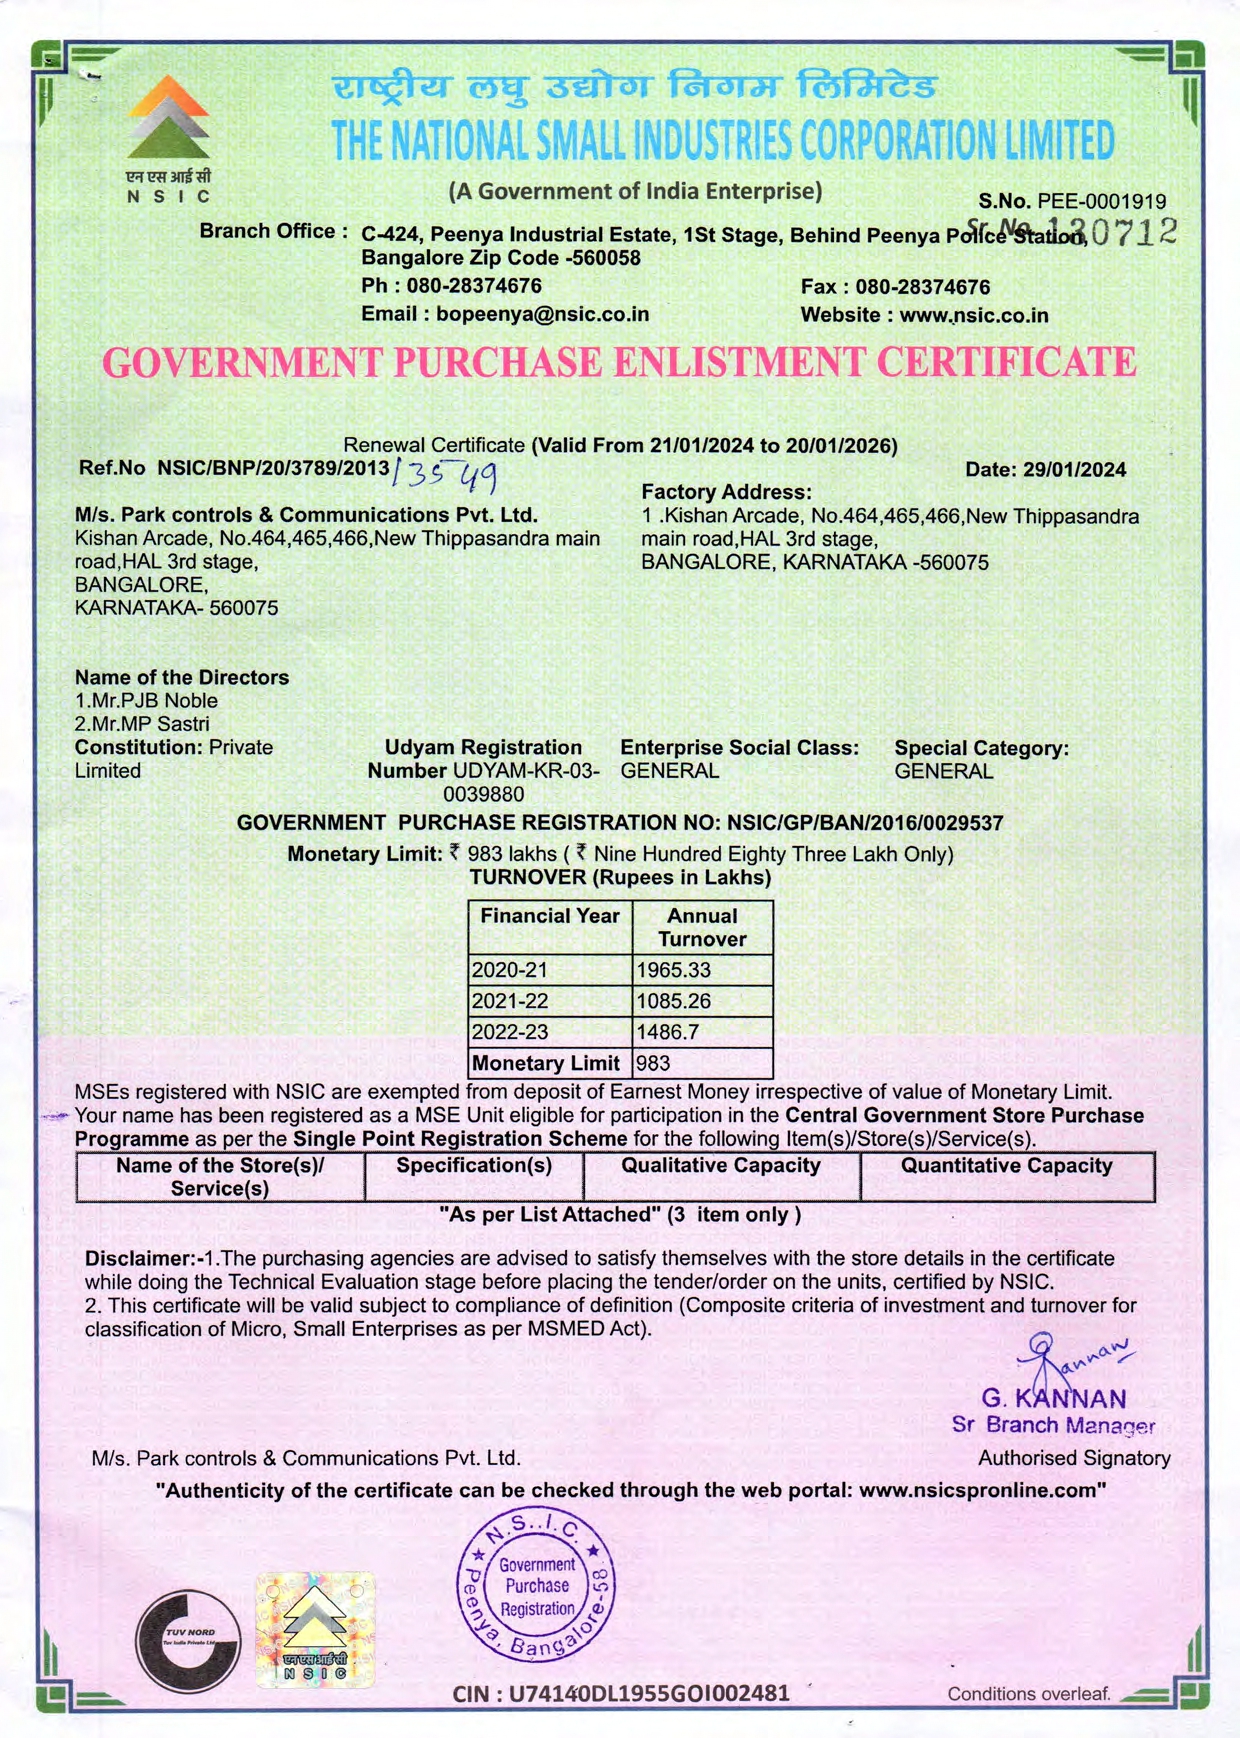 राष्ट्रीय लघु उद्योग निगम लिमिटेड
THE NATIONAL SMALL INDUSTRIES CORPORATION LIMITED
एन एस आई सी
N S I C
(A Government of India Enterprise)
S.No. PEE-0001919
Sr. No. 130712
Branch Office : C-424, Peenya Industrial Estate, 1St Stage, Behind Peenya Police Station,
Bangalore Zip Code -560058
Ph : 080-28374676 Fax : 080-28374676
Email : bopeenya@nsic.co.in Website : www.nsic.co.in
GOVERNMENT PURCHASE ENLISTMENT CERTIFICATE
Renewal Certificate (Valid From 21/01/2024 to 20/01/2026)
Ref.No NSIC/BNP/20/3789/2013/3549 Date: 29/01/2024
M/s. Park controls & Communications Pvt. Ltd.
Kishan Arcade, No.464,465,466,New Thippasandra main
road,HAL 3rd stage,
BANGALORE,
KARNATAKA- 560075
Factory Address:
1 .Kishan Arcade, No.464,465,466,New Thippasandra
main road,HAL 3rd stage,
BANGALORE, KARNATAKA -560075
Name of the Directors
1.Mr.PJB Noble
2.Mr.MP Sastri
Constitution: Private
Limited
Udyam Registration
Number UDYAM-KR-03-
0039880
Enterprise Social Class:
GENERAL
Special Category:
GENERAL
GOVERNMENT PURCHASE REGISTRATION NO: NSIC/GP/BAN/2016/0029537
Monetary Limit: ₹ 983 lakhs ( ₹ Nine Hundred Eighty Three Lakh Only)
TURNOVER (Rupees in Lakhs)
Financial Year Annual
Turnover
2020-21 1965.33
2021-22 1085.26
2022-23 1486.7
Monetary Limit 983
MSEs registered with NSIC are exempted from deposit of Earnest Money irrespective of value of Monetary Limit.
Your name has been registered as a MSE Unit eligible for participation in the Central Government Store Purchase
Programme as per the Single Point Registration Scheme for the following Item(s)/Store(s)/Service(s).
Name of the Store(s)/ Specification(s) Qualitative Capacity Quantitative Capacity
Service(s)
"As per List Attached" (3 item only )
Disclaimer:-1.The purchasing agencies are advised to satisfy themselves with the store details in the certificate
while doing the Technical Evaluation stage before placing the tender/order on the units, certified by NSIC.
2. This certificate will be valid subject to compliance of definition (Composite criteria of investment and turnover for
classification of Micro, Small Enterprises as per MSMED Act).
Kannan
G. KANNAN
Sr Branch Manager
M/s. Park controls & Communications Pvt. Ltd. Authorised Signatory
"Authenticity of the certificate can be checked through the web portal: www.nsicspronline.com"
N.S.I.C.
Government
Purchase
Registration
Peenya, Bangalore-58
TUV NORD
Tuv India Private Ltd.
एनएसआईसी
N S I C
CIN : U74140DL1955GOI002481
Conditions overleaf.